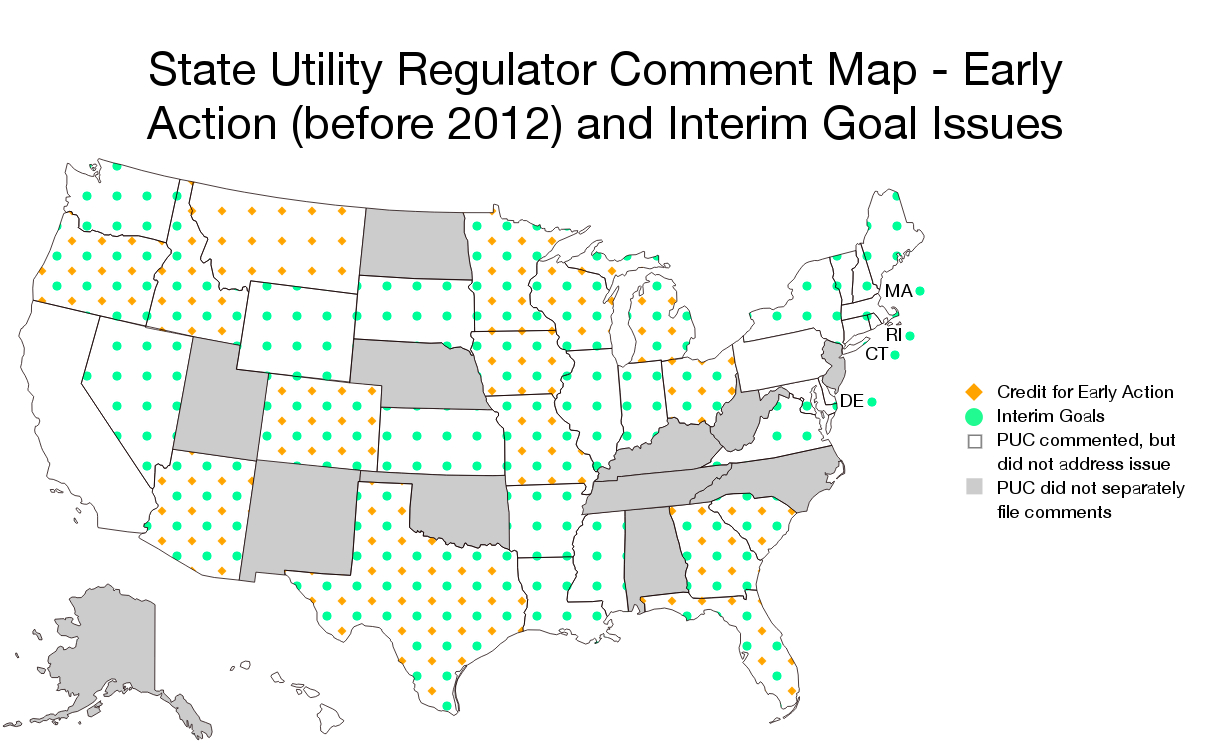 State Utility Regulator Comment Map - Early
Action (before 2012) and Interim Goal Issues
MA
RI
CT
DE
Credit for Early Action
Interim Goals
PUC commented, but
did not address issue
PUC did not separately
file comments